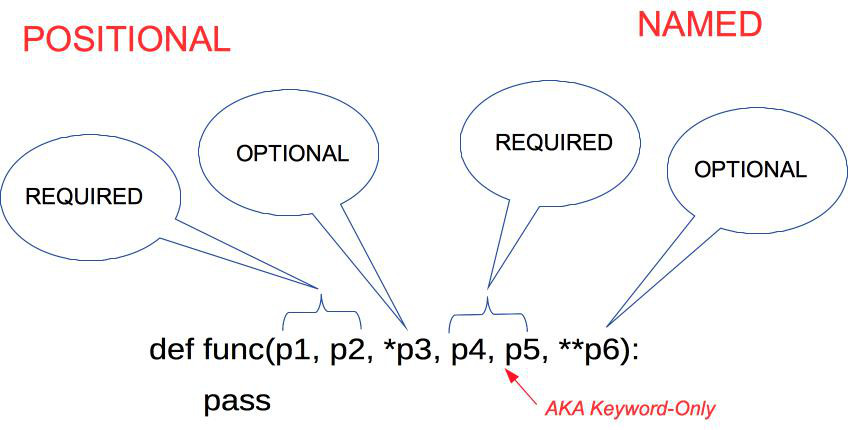 POSITIONAL
NAMED
REQUIRED
OPTIONAL
REQUIRED
OPTIONAL
def func(p1, p2, *p3, p4, p5, **p6):
pass
AKA Keyword-Only